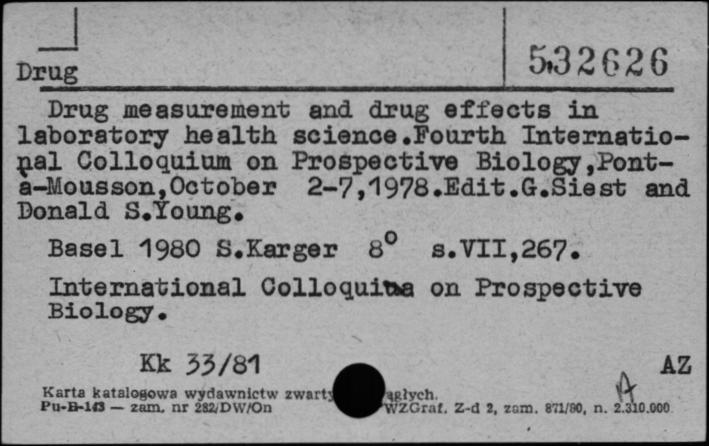 Drug
532626
Drug measurement and drug effects in
laboratory health science.Fourth Internatio-
nal Colloquium on Prospective Biology,Pont-
a-Mousson,October 2-7,1978.Edit.G.Siest and
Donald S.Young.
Basel 1980 S.Karger 8° s.VII,267.
International Colloquium on Prospective
Biology.
Kk 33/81
AZ
Karta katalogowa wydawnictw
Pu-B-143 — zam. nr 282/DW/On
WZGraf. Z-d 2, zam. 871/80, n. 2.310.000